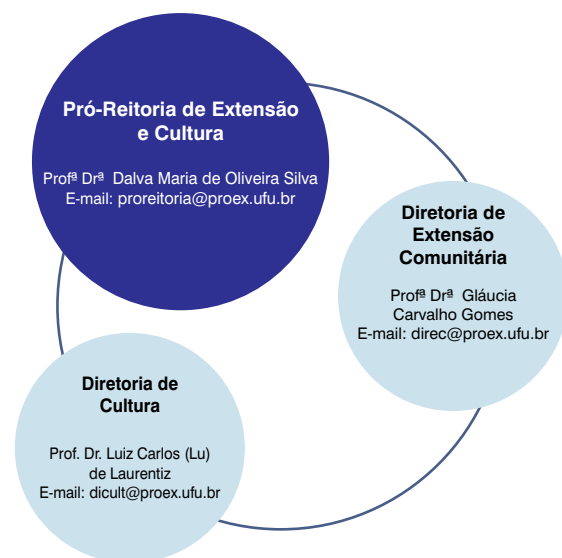 Pró-Reitoria de Extensão
e Cultura
Profª Drª Dalva Maria de Oliveira Silva
E-mail: proreitoria@proex.ufu.br
Diretoria de
Extensão
Comunitária
Profª Drª Gláucia
Carvalho Gomes
E-mail: direc@proex.ufu.br
Diretoria de
Cultura
Prof. Dr. Luiz Carlos (Lu)
de Laurentiz
E-mail: dicult@proex.ufu.br